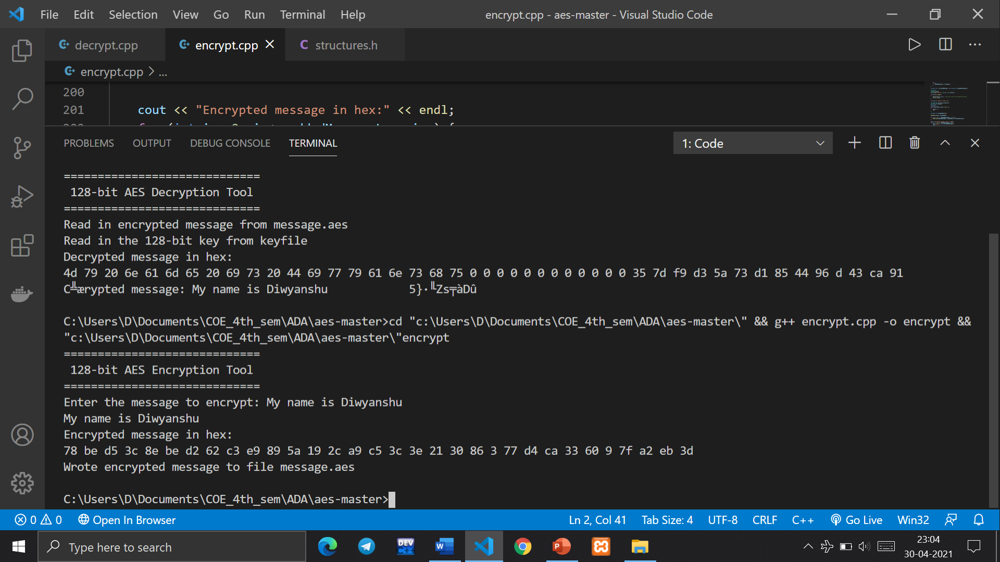 File Edit Selection View Go Run Terminal Help encrypt.cpp - aes-master - Visual Studio Code
decrypt.cpp encrypt.cpp structures.h
encrypt.cpp > ...
200
201 cout << "Encrypted message in hex:" << endl;
PROBLEMS OUTPUT DEBUG CONSOLE TERMINAL 1: Code
=============================
128-bit AES Decryption Tool
=============================
Read in encrypted message from message.aes
Read in the 128-bit key from keyfile
Decrypted message in hex:
4d 79 20 6e 61 6d 65 20 69 73 20 44 69 77 79 61 6e 73 68 75 0 0 0 0 0 0 0 0 0 0 0 0 35 7d f9 d3 5a 73 d1 85 44 96 d 43 ca 91
C╩ærypted message: My name is Diwyanshu            5}∙╙Zs╤àDû
C:\Users\D\Documents\COE_4th_sem\ADA\aes-master>cd "c:\Users\D\Documents\COE_4th_sem\ADA\aes-master\" && g++ encrypt.cpp -o encrypt &&
"c:\Users\D\Documents\COE_4th_sem\ADA\aes-master\"encrypt
=============================
128-bit AES Encryption Tool
=============================
Enter the message to encrypt: My name is Diwyanshu
My name is Diwyanshu
Encrypted message in hex:
78 be d5 3c 8e be d2 62 c3 e9 89 5a 19 2c a9 c5 3c 3e 21 30 86 3 77 d4 ca 33 60 9 7f a2 eb 3d
Wrote encrypted message to file message.aes
C:\Users\D\Documents\COE_4th_sem\ADA\aes-master>
0 0 Open In Browser Ln 2, Col 41 Tab Size: 4 UTF-8 CRLF C++ Go Live Win32
Type here to search DEV C++ W P 23:04
30-04-2021